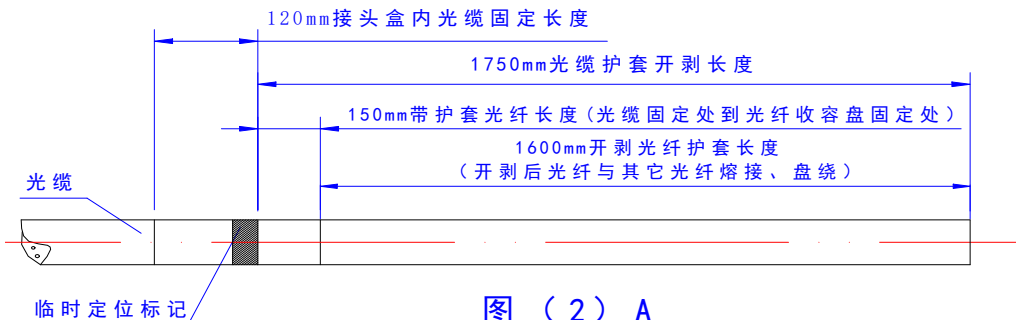 120mm接头盒内光缆固定长度
1750mm光缆护套开剥长度
150mm带护套光纤长度(光缆固定处到光纤收容盘固定处)
1600mm开剥光纤护套长度
(开剥后光纤与其它光纤熔接、盘绕)
光缆
临时定位标记
图（2）A